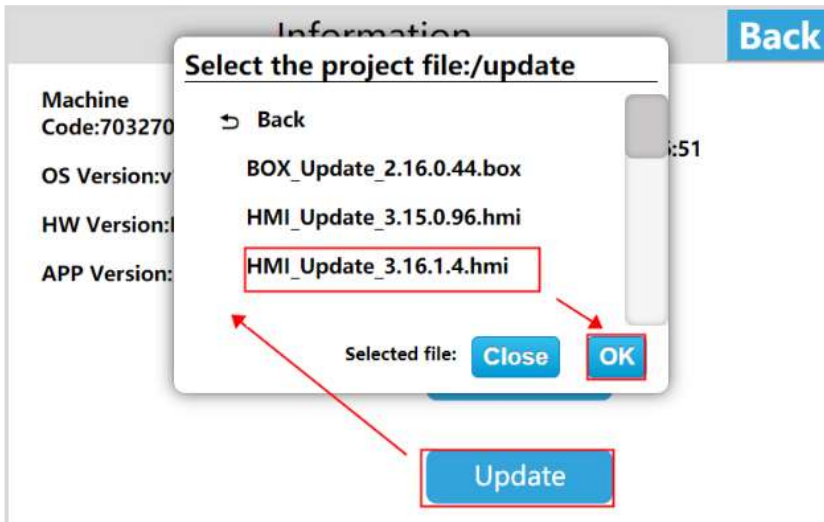 Information
Back
Select the project file:/update
Machine
Code:703270
Back
:51
BOX_Update_2.16.0.44.box
OS Version:v
HMI_Update_3.15.0.96.hmi
HW Version:
HMI_Update_3.16.1.4.hmi
APP Version:
Selected file:
Close
OK
Update